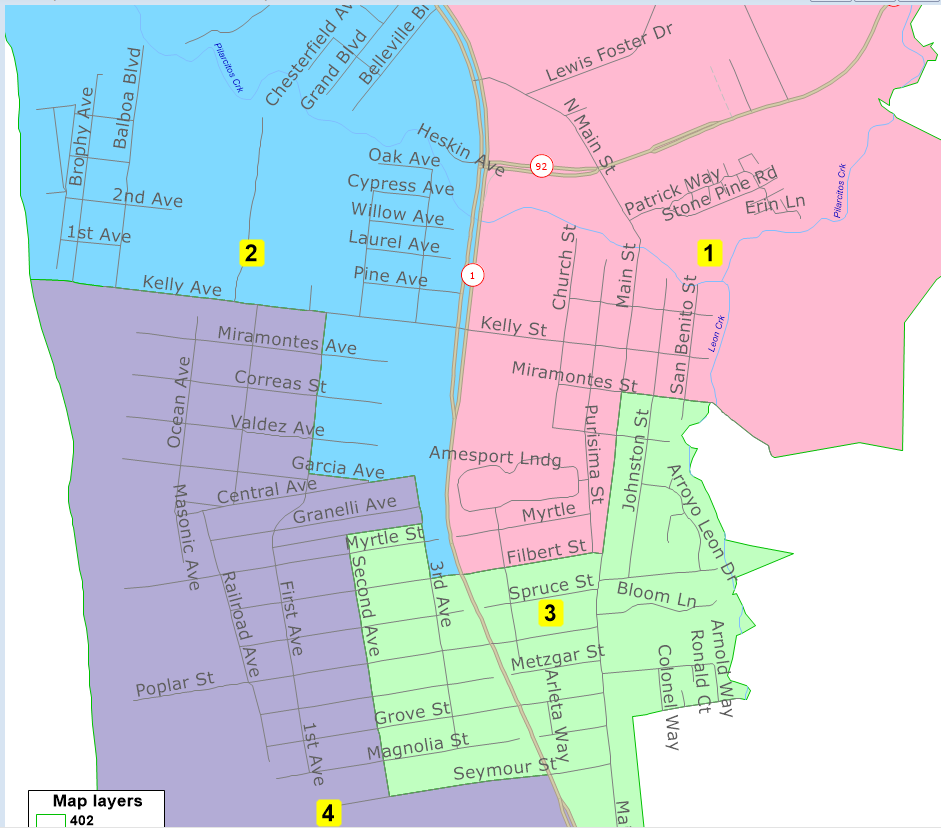 Pilarcitos Crk
Chesterfield Av
Grand Blvd
Belleville Bl
Lewis Foster Dr
Balboa Blvd
Brophy Ave
N Main St
Heskin Ave
Oak Ave
92
Cypress Ave
Patrick Way
Stone Pine Rd
Pilarcitos Crk
2nd Ave
Willow Ave
Erin Ln
1st Ave
Laurel Ave
2
1
Church St
Main St
Pine Ave
1
Kelly Ave
San Benito St
Kelly St
Leon Crk
Miramontes Ave
Miramontes St
Correas St
Ocean Ave
Valdez Ave
Purisima St
Johnston St
Garcia Ave
Amesport Lndg
Central Ave
Arroyo Leon Dr
Granelli Ave
Myrtle
Masonic Ave
Myrtle St
Filbert St
Second Ave
3rd Ave
Spruce St
Bloom Ln
Railroad Ave
First Ave
3
Metzgar St
Arnold Way
Ronald Ct
Colonel Way
Poplar St
Arleta Way
Grove St
1st Ave
Magnolia St
Seymour St
Map layers
4
402
Ma